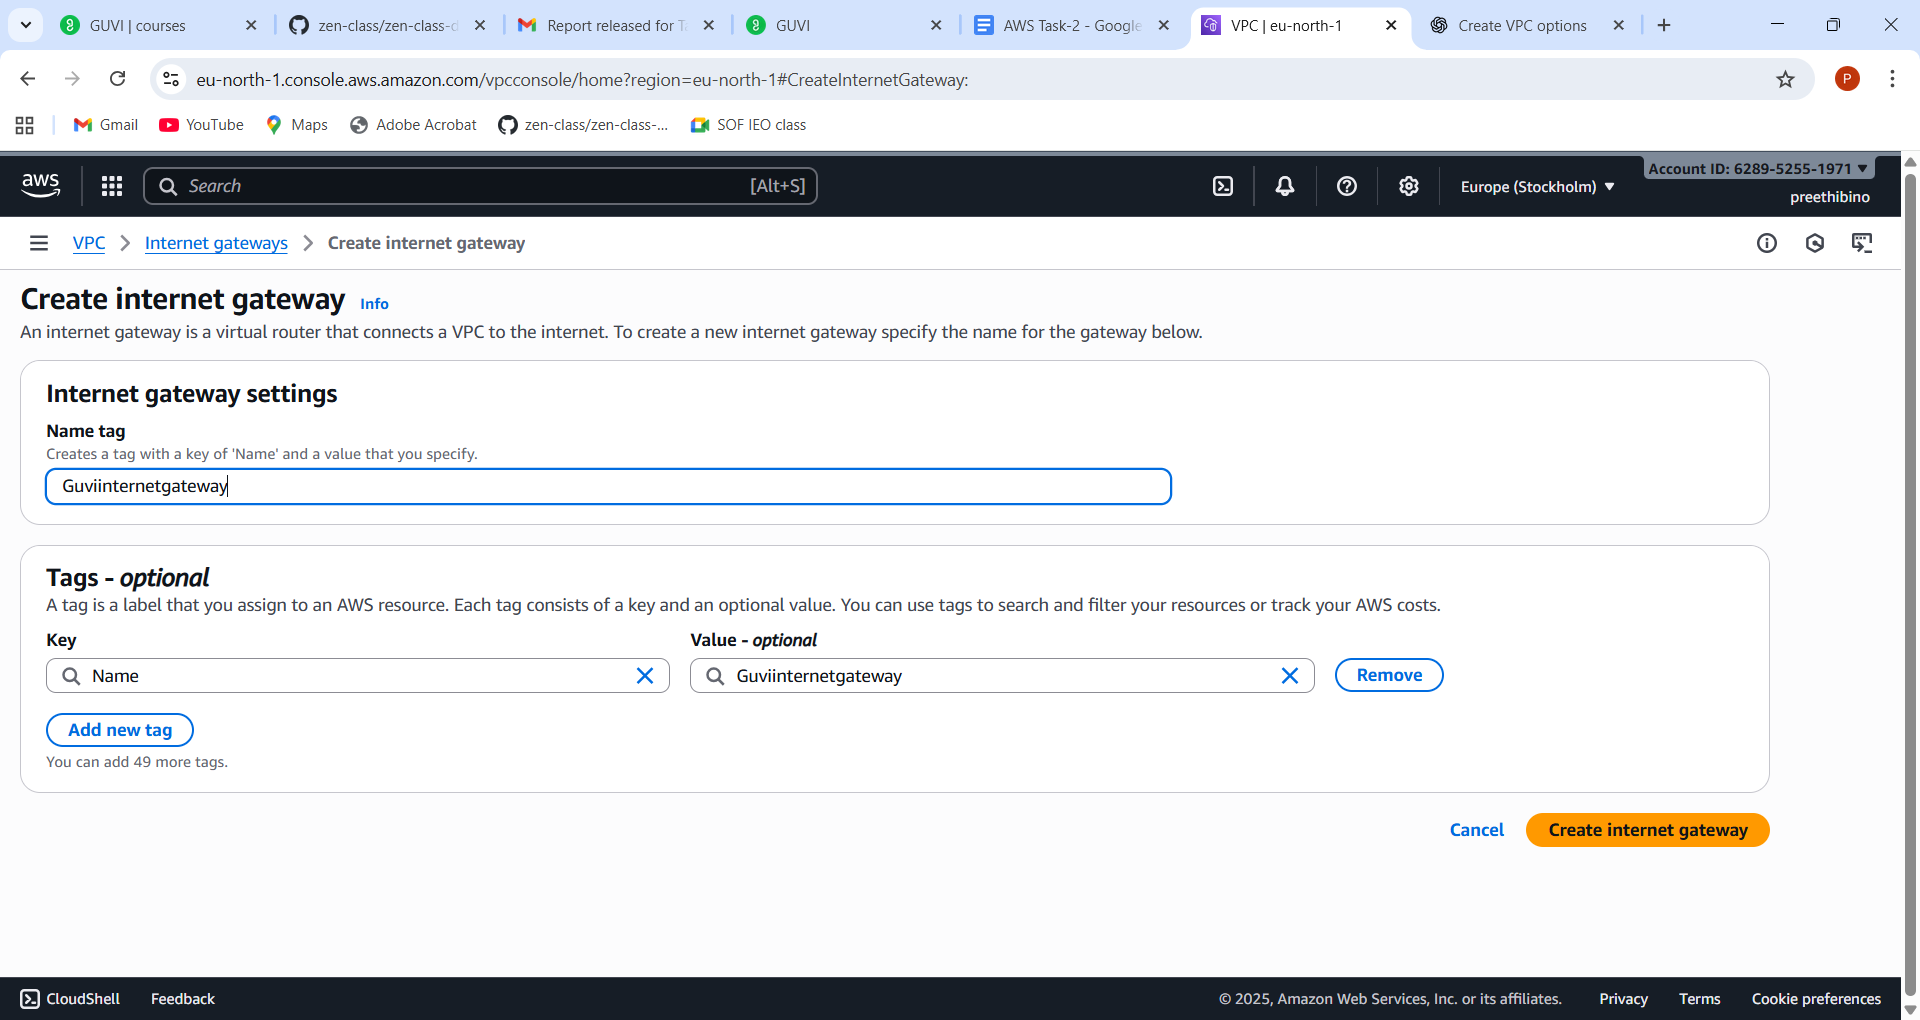 GUVI | courses
zen-class/zen-class-d
Report released for Ta
GUVI
AWS Task-2 - Google
VPC | eu-north-1
Create VPC options
eu-north-1.console.aws.amazon.com/vpcconsole/home?region=eu-north-1#CreateInternetGateway:
P
Gmail
YouTube
Maps
Adobe Acrobat
zen-class/zen-class-...
SOF IEO class
aws
Search
[Alt+S]
Europe (Stockholm)
Account ID: 6289-5255-1971
preethibino
VPC
Internet gateways
Create internet gateway
Create internet gateway Info
An internet gateway is a virtual router that connects a VPC to the internet. To create a new internet gateway specify the name for the gateway below.
Internet gateway settings
Name tag
Creates a tag with a key of 'Name' and a value that you specify.
Guviinternetgateway
Tags - optional
A tag is a label that you assign to an AWS resource. Each tag consists of a key and an optional value. You can use tags to search and filter your resources or track your AWS costs.
Key
Value - optional
Name
Guviinternetgateway
Remove
Add new tag
You can add 49 more tags.
Cancel
Create internet gateway
CloudShell
Feedback
© 2025, Amazon Web Services, Inc. or its affiliates.
Privacy
Terms
Cookie preferences